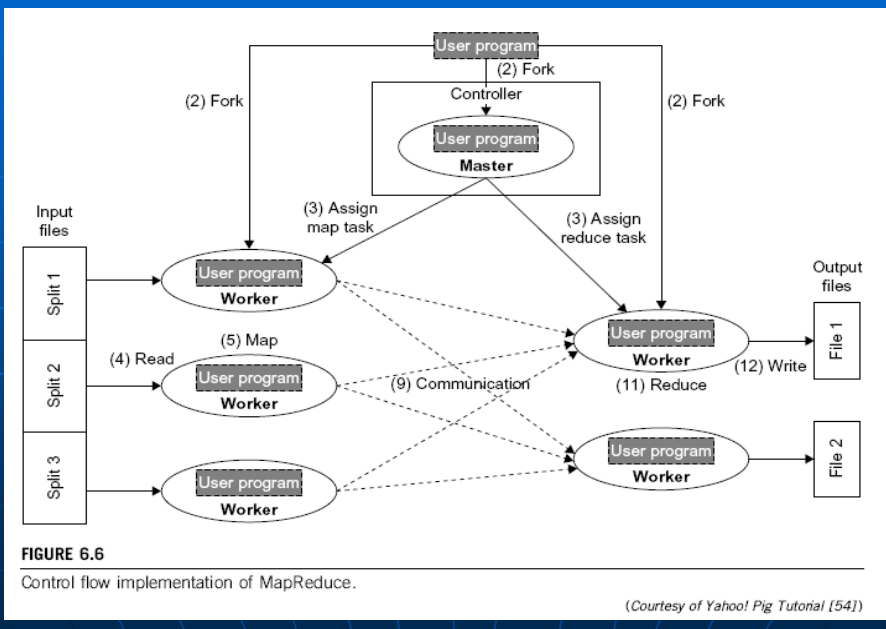 User program
(2) Fork
(2) Fork
(2) Fork
Controller
User program
Master
(3) Assign
map task
(3) Assign
reduce task
Input
files
Split 1
Split 2
Split 3
User program
Worker
(4) Read
(5) Map
User program
Worker
User program
Worker
(9) Communication
User program
Worker
(11) Reduce
(12) Write
User program
Worker
Output
files
File 1
File 2
FIGURE 6.6
Control flow implementation of MapReduce.
(Courtesy of Yahoo! Pig Tutorial [54])